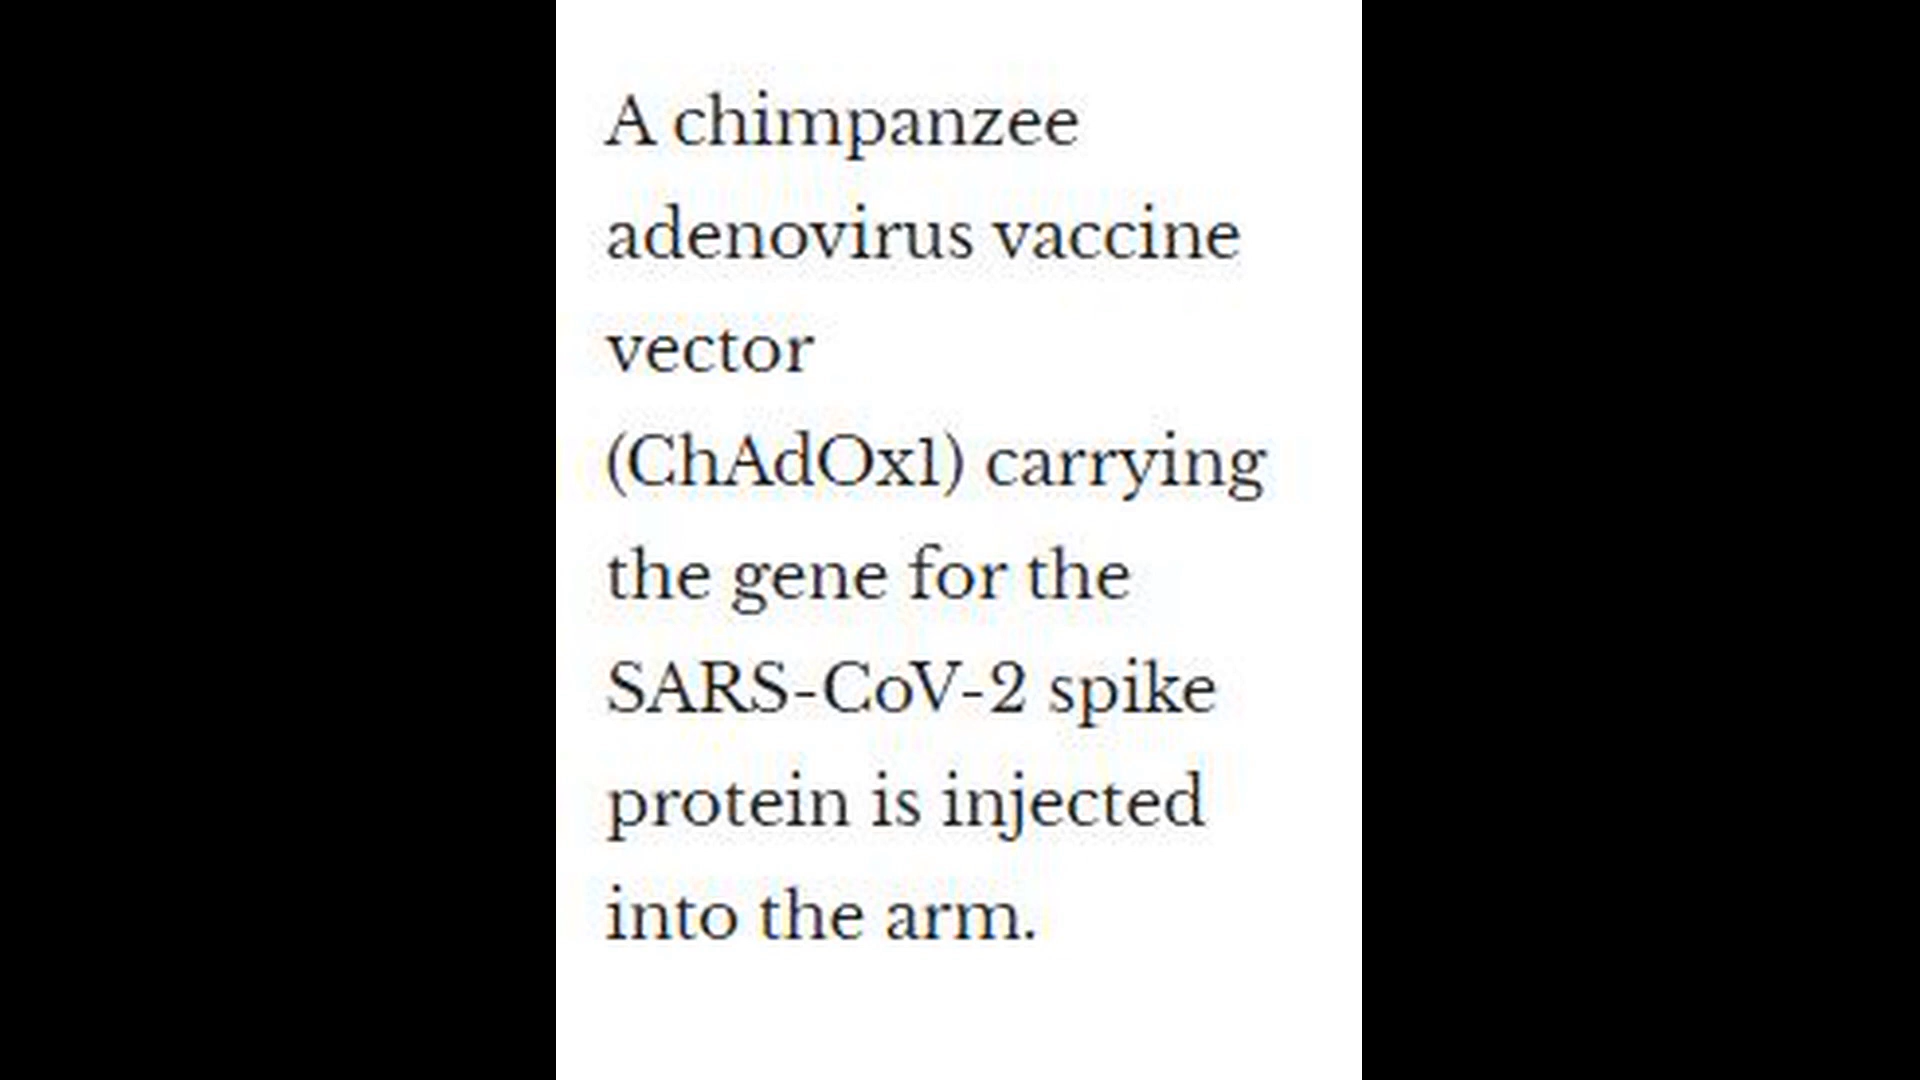 A chimpanzee
adenovirus vaccine
vector
(ChAdOx1) carrying
the gene for the
SARS-CoV-2 spike
protein is injected
into the arm.